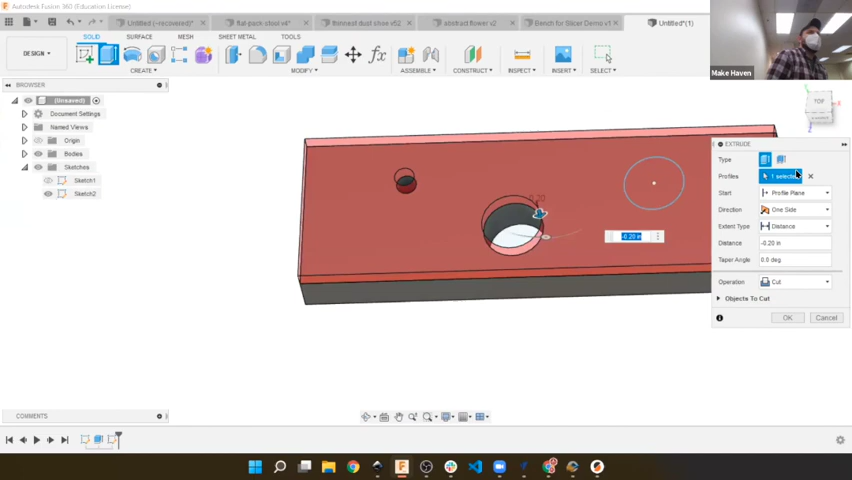 Autodesk Fusion 360 (Education License)
Untitled (~recovered)*
flat-pack-stool v4*
thinnest dust shoe v52
abstract flower v2
Bench for Slicer Demo v1
Untitled*(1)
Make Haven
DESIGN
SOLID
SURFACE
MESH
SHEET METAL
TOOLS
CREATE
MODIFY
ASSEMBLE
CONSTRUCT
INSPECT
INSERT
SELECT
BROWSER
(Unsaved)
Document Settings
Named Views
Origin
Bodies
Sketches
Sketch1
Sketch2
TOP
0.20
-0.20 in
EXTRUDE
Type
Profiles
1 selected
Start
Profile Plane
Direction
One Side
Extent Type
Distance
Distance
-0.20 in
Taper Angle
0.0 deg
Operation
Cut
Objects To Cut
OK
Cancel
COMMENTS